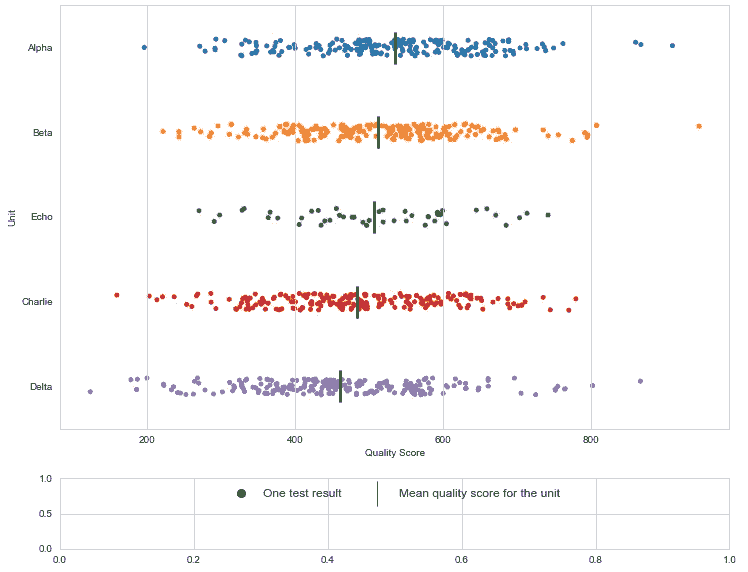 Alpha
Beta
Echo
Charlie
Delta
Unit
200 400 600 800
Quality Score
One test result Mean quality score for the unit
1.0
0.5
0.0
0.0 0.2 0.4 0.6 0.8 1.0